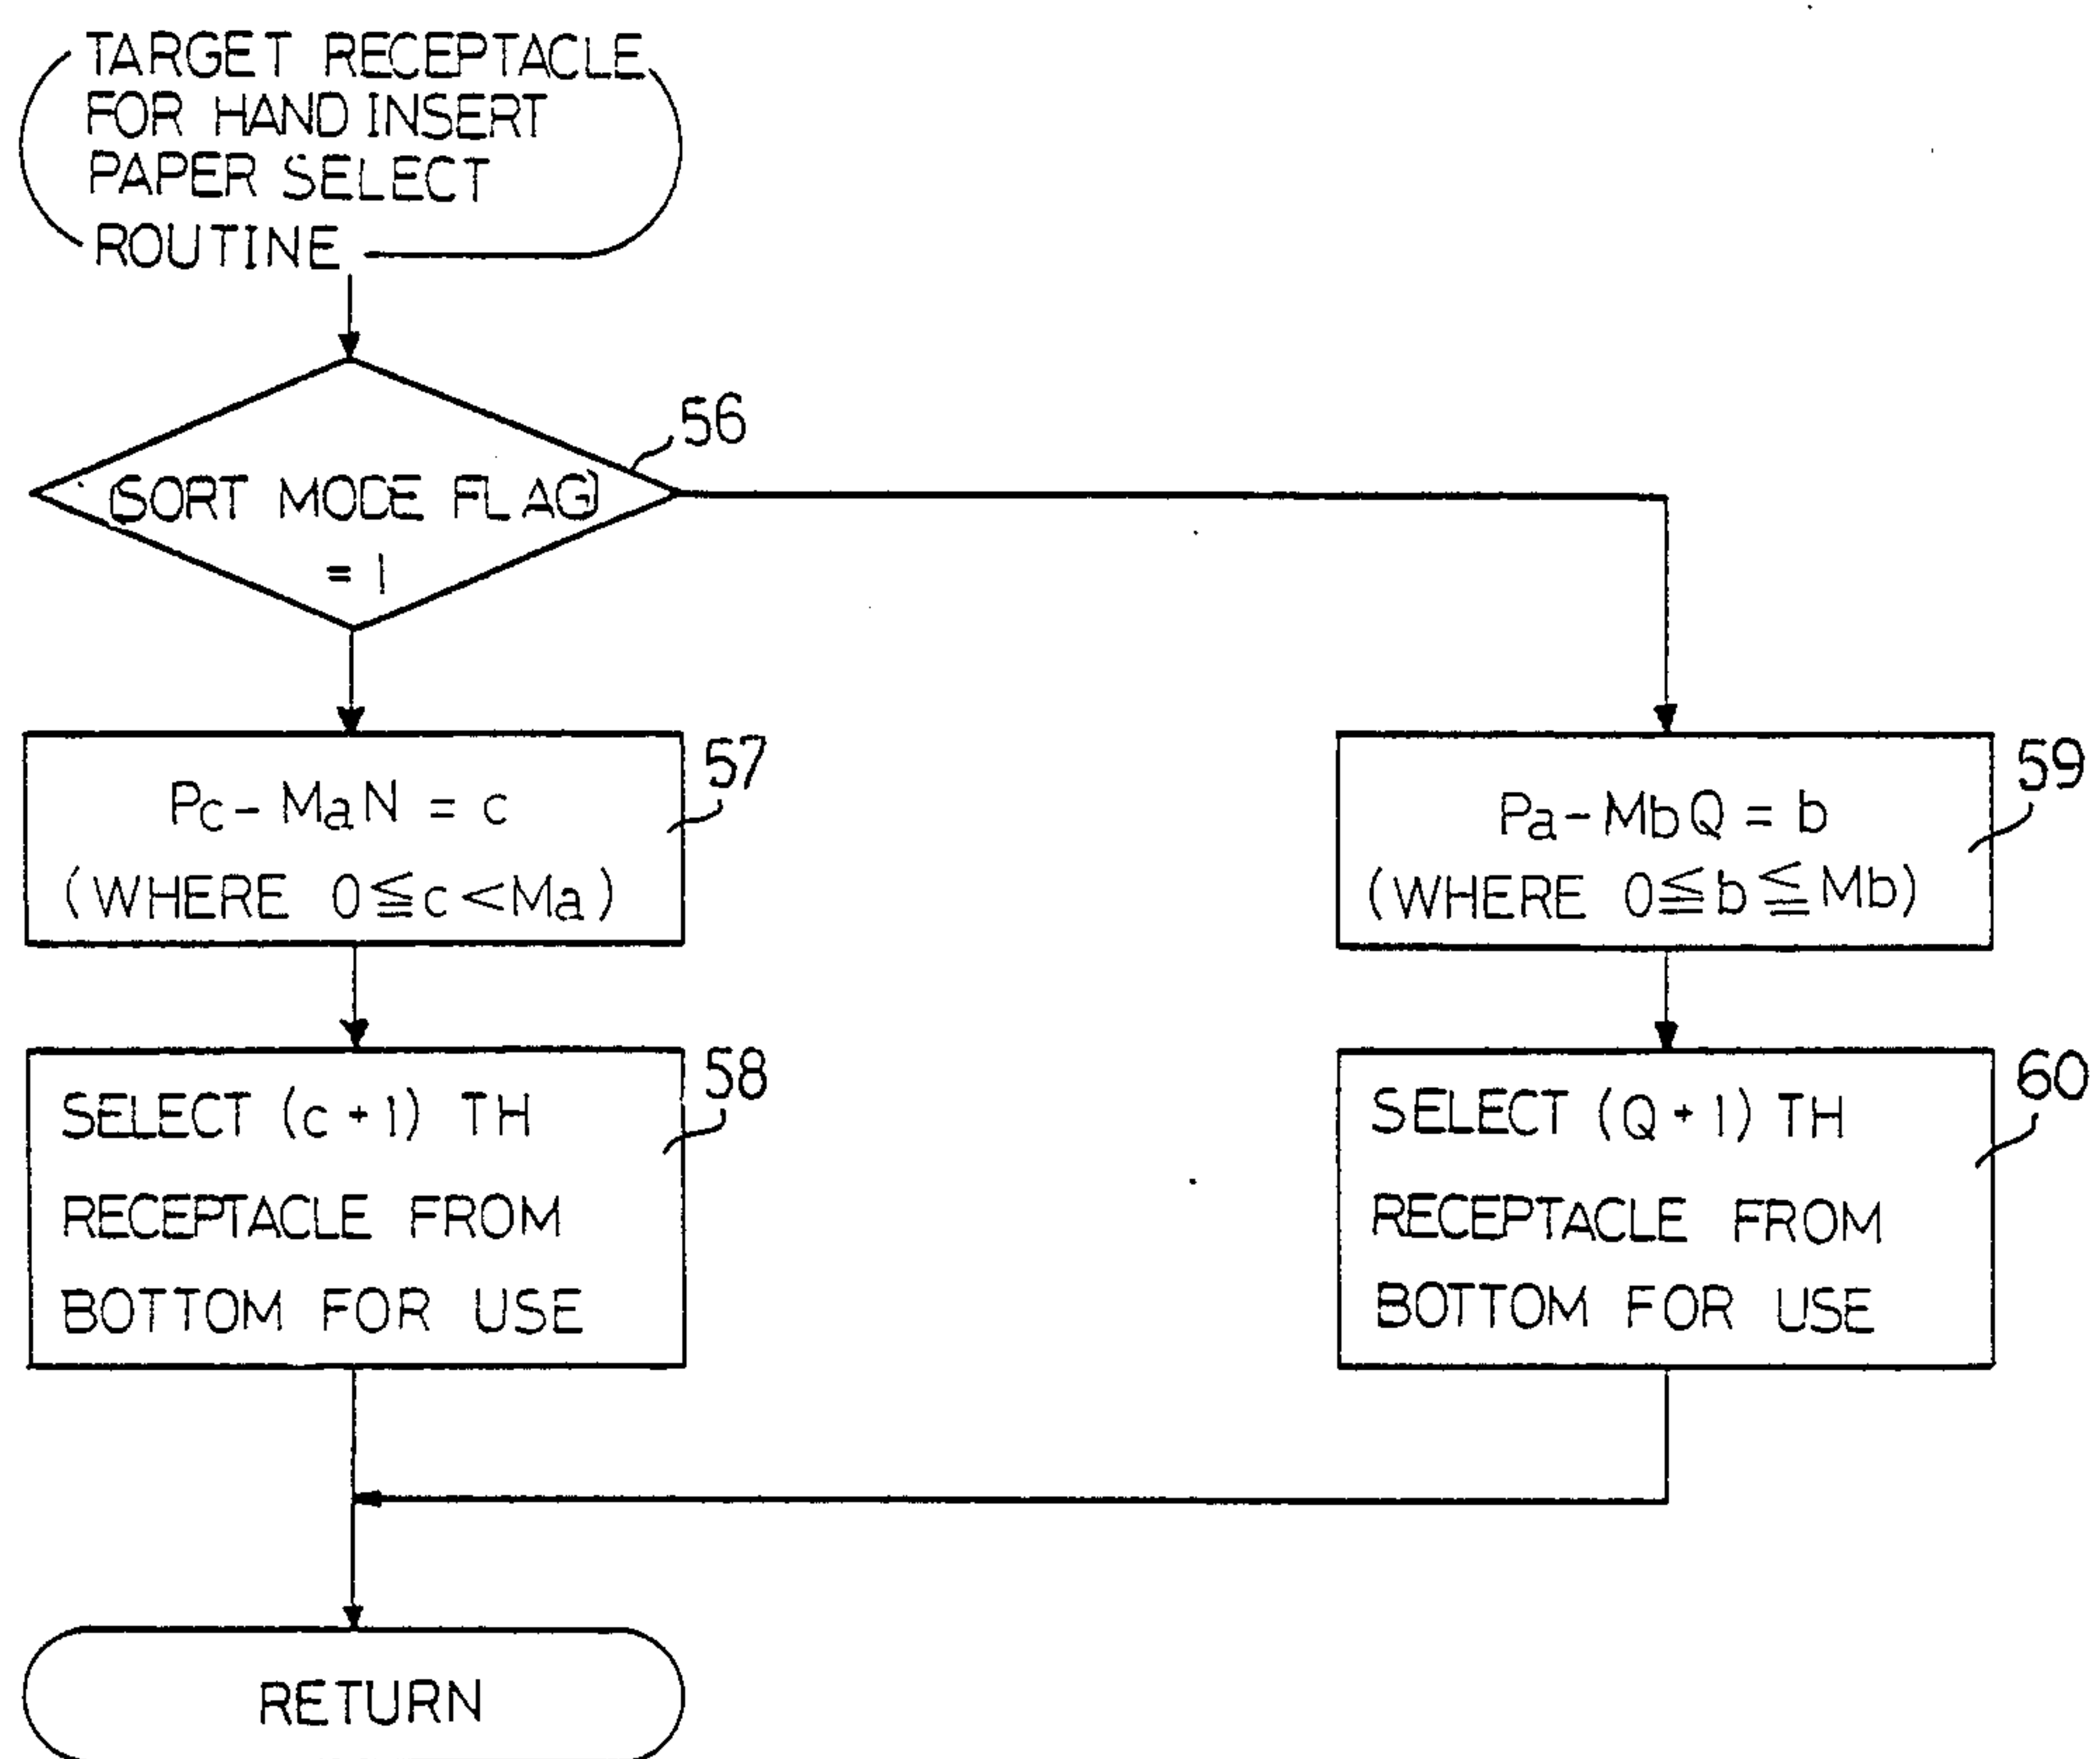 TARGET RECEPTACLE
FOR HAND INSERT
PAPER SELECT
ROUTINE
56
(SORT MODE FLAG)
= 1
57
Pc - MaN = c
(WHERE 0≦c<Ma)
58
SELECT (c+1) TH
RECEPTACLE FROM
BOTTOM FOR USE
59
Pa - MbQ = b
(WHERE 0≦b≦Mb)
60
SELECT (Q+1) TH
RECEPTACLE FROM
BOTTOM FOR USE
RETURN